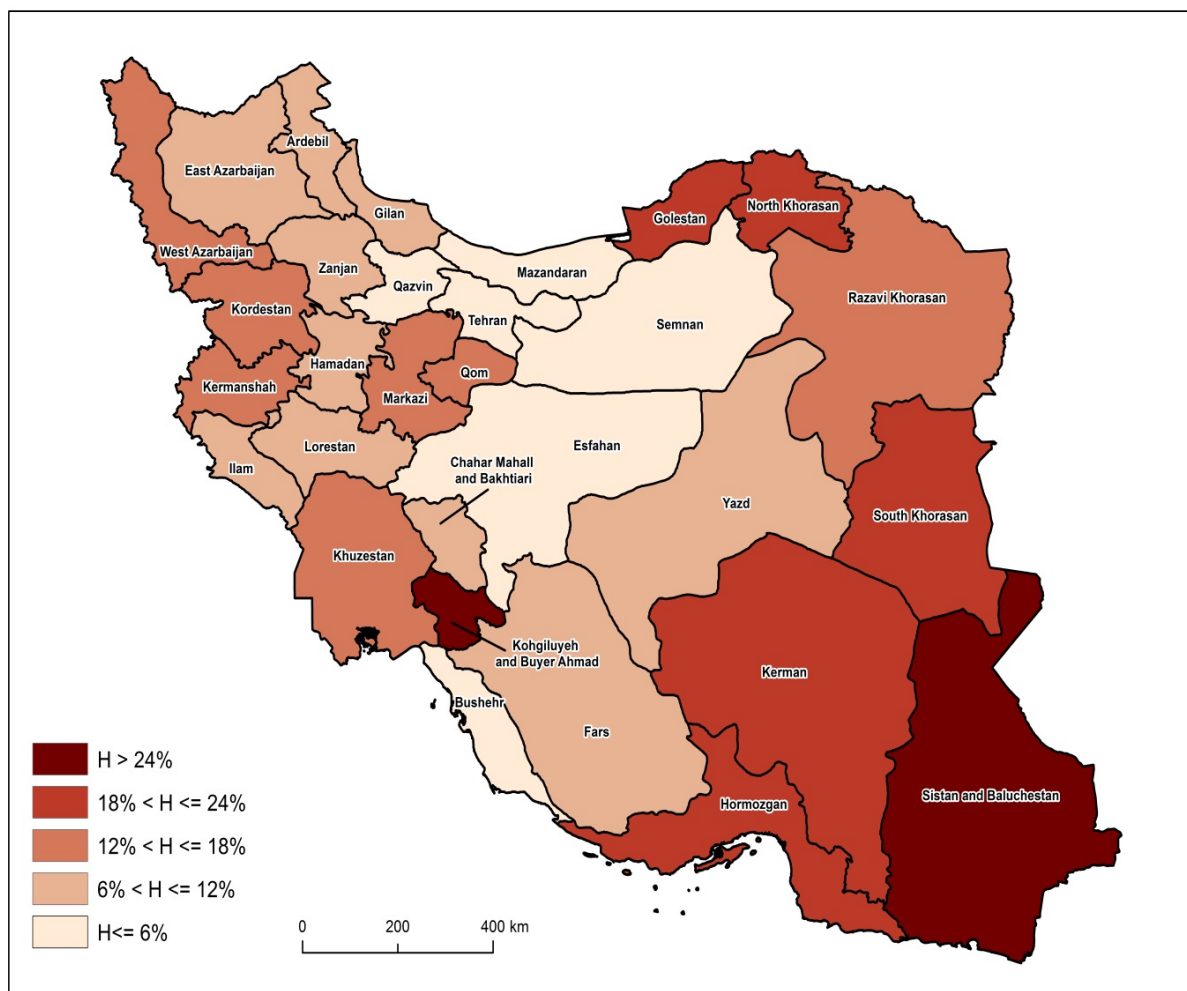 Ardebil
East Azarbaijan
Gilan
North Khorasan
Golestan
West Azarbaijan
Zanjan
Mazandaran
Qazvin
Razavi Khorasan
Kordestan
Tehran
Semnan
Hamadan
Qom
Kermanshah
Markazi
Lorestan
Esfahan
Ilam
Chahar Mahall
and Bakhtiari
Yazd
South Khorasan
Khuzestan
Kohgiluyeh
and Buyer Ahmad
Kerman
Bushehr
Fars
Sistan and Baluchestan
Hormozgan
H > 24%
18% < H <= 24%
12% < H <= 18%
6% < H <= 12%
H<= 6%
0 200 400 km